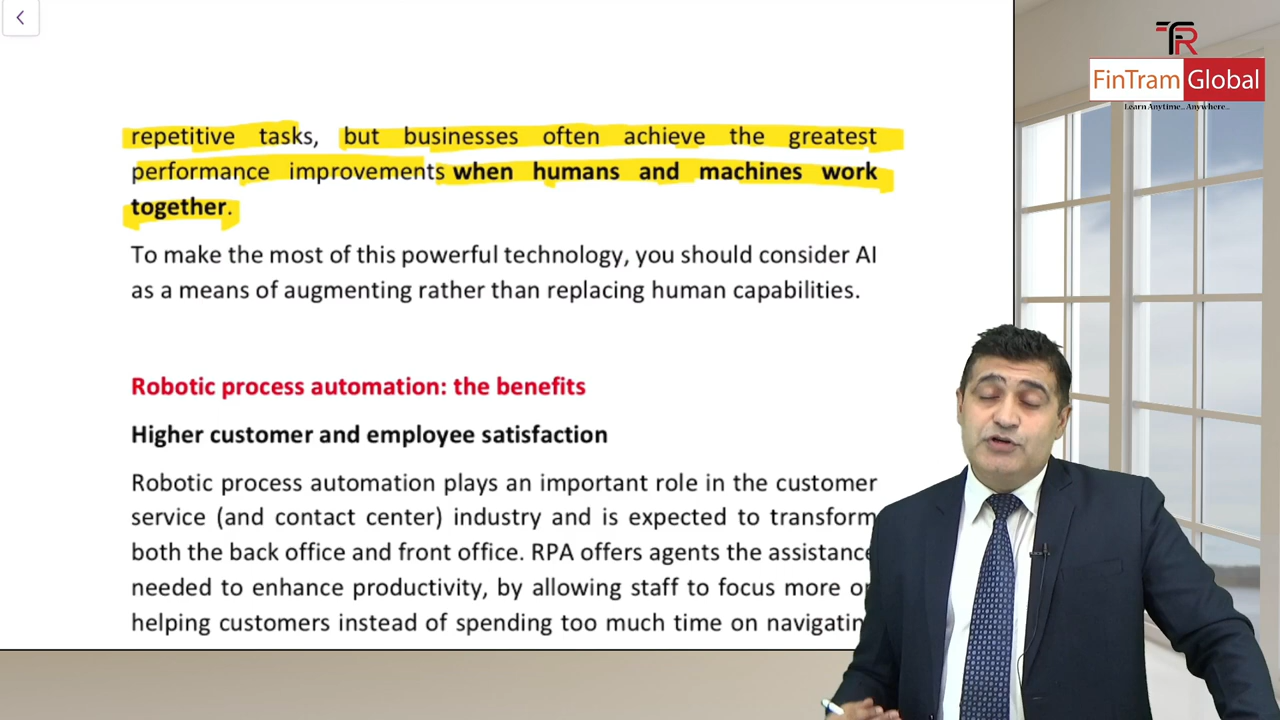 FinTram Global
Learn Anytime.. Anywhere..
repetitive tasks, but businesses often achieve the greatest
performance improvements when humans and machines work
together.
To make the most of this powerful technology, you should consider AI
as a means of augmenting rather than replacing human capabilities.
Robotic process automation: the benefits
Higher customer and employee satisfaction
Robotic process automation plays an important role in the customer
service (and contact center) industry and is expected to transform
both the back office and front office. RPA offers agents the assistance
needed to enhance productivity, by allowing staff to focus more
helping customers instead of spending too much time on